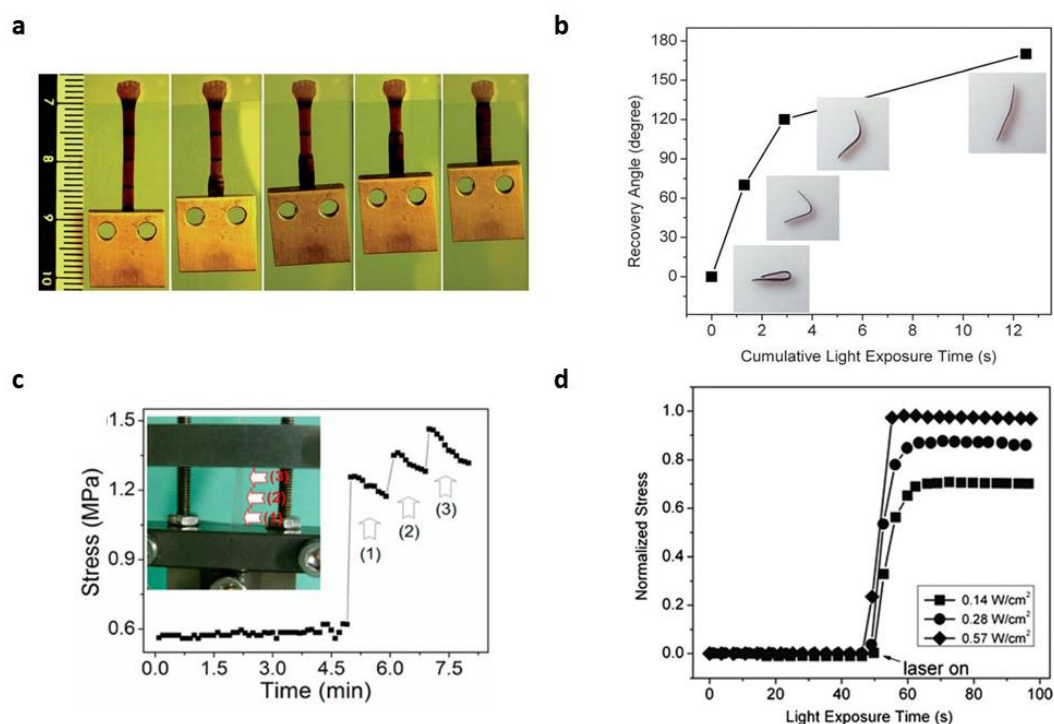 a
7
8
9
10
b
180
150
120
90
60
30
0
Recovery Angle (degree)
0 2 4 6 8 10 12
Cumulative Light Exposure Time (s)
c
1.5
1.2
0.9
0.6
Stress (MPa)
(3)
(2)
(1)
(1)
(2)
(3)
0.0 1.5 3.0 4.5 6.0 7.5
Time (min)
d
1.0
0.8
0.6
0.4
0.2
0.0
Normalized Stress
0.14 W/cm²
0.28 W/cm²
0.57 W/cm²
laser on
0 20 40 60 80 100
Light Exposure Time (s)